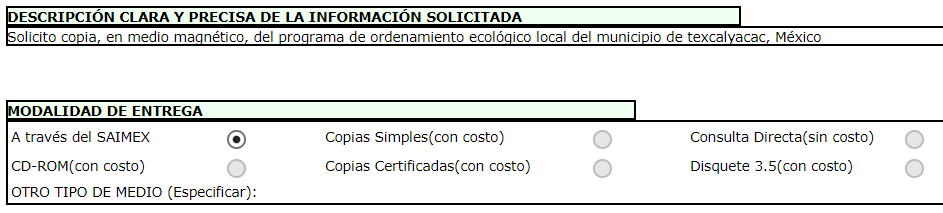 DESCRIPCIÓN CLARA Y PRECISA DE LA INFORMACIÓN SOLICITADA
Solicito copia, en medio magnético, del programa de ordenamiento ecológico local del municipio de texcalyacac, México
MODALIDAD DE ENTREGA
A través del SAIMEX Copias Simples(con costo) Consulta Directa(sin costo)
CD-ROM(con costo) Copias Certificadas(con costo) Disquete 3.5(con costo)
OTRO TIPO DE MEDIO (Especificar):